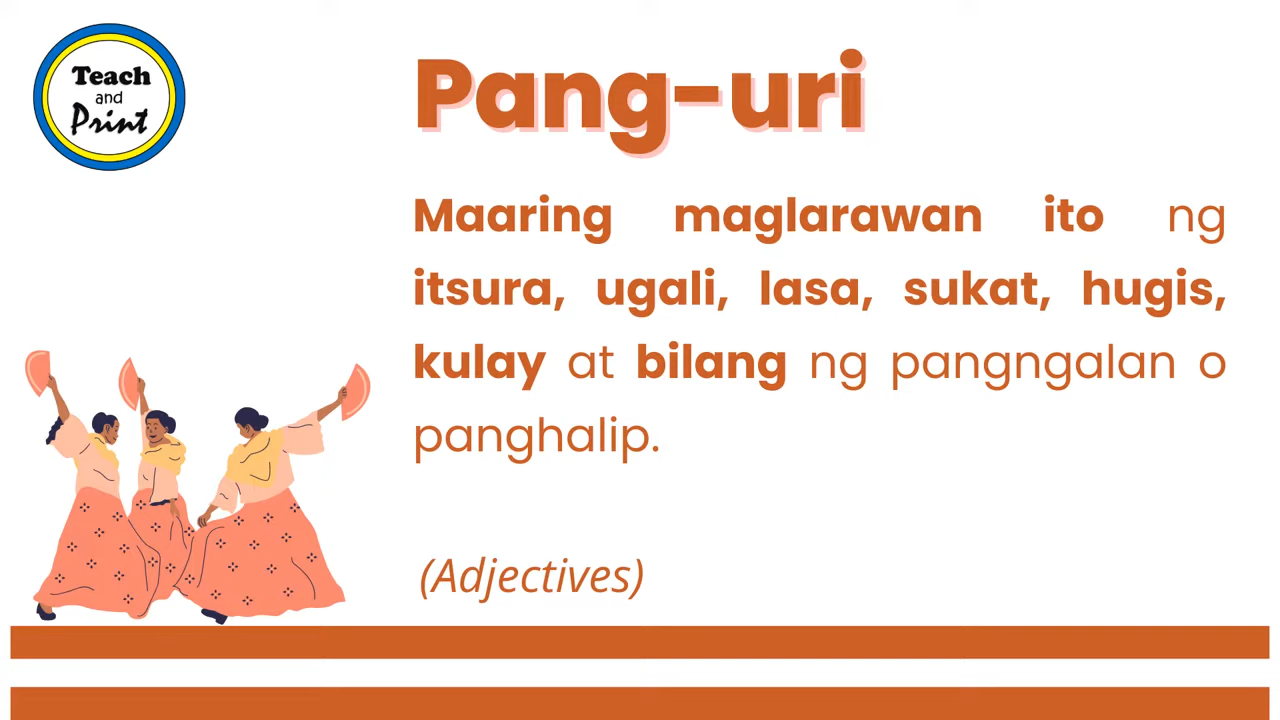 Teach
and
Print
Pang-uri
Maaring maglarawan ito ng
itsura, ugali, lasa, sukat, hugis,
kulay at bilang ng pangngalan o
panghalip.
(Adjectives)